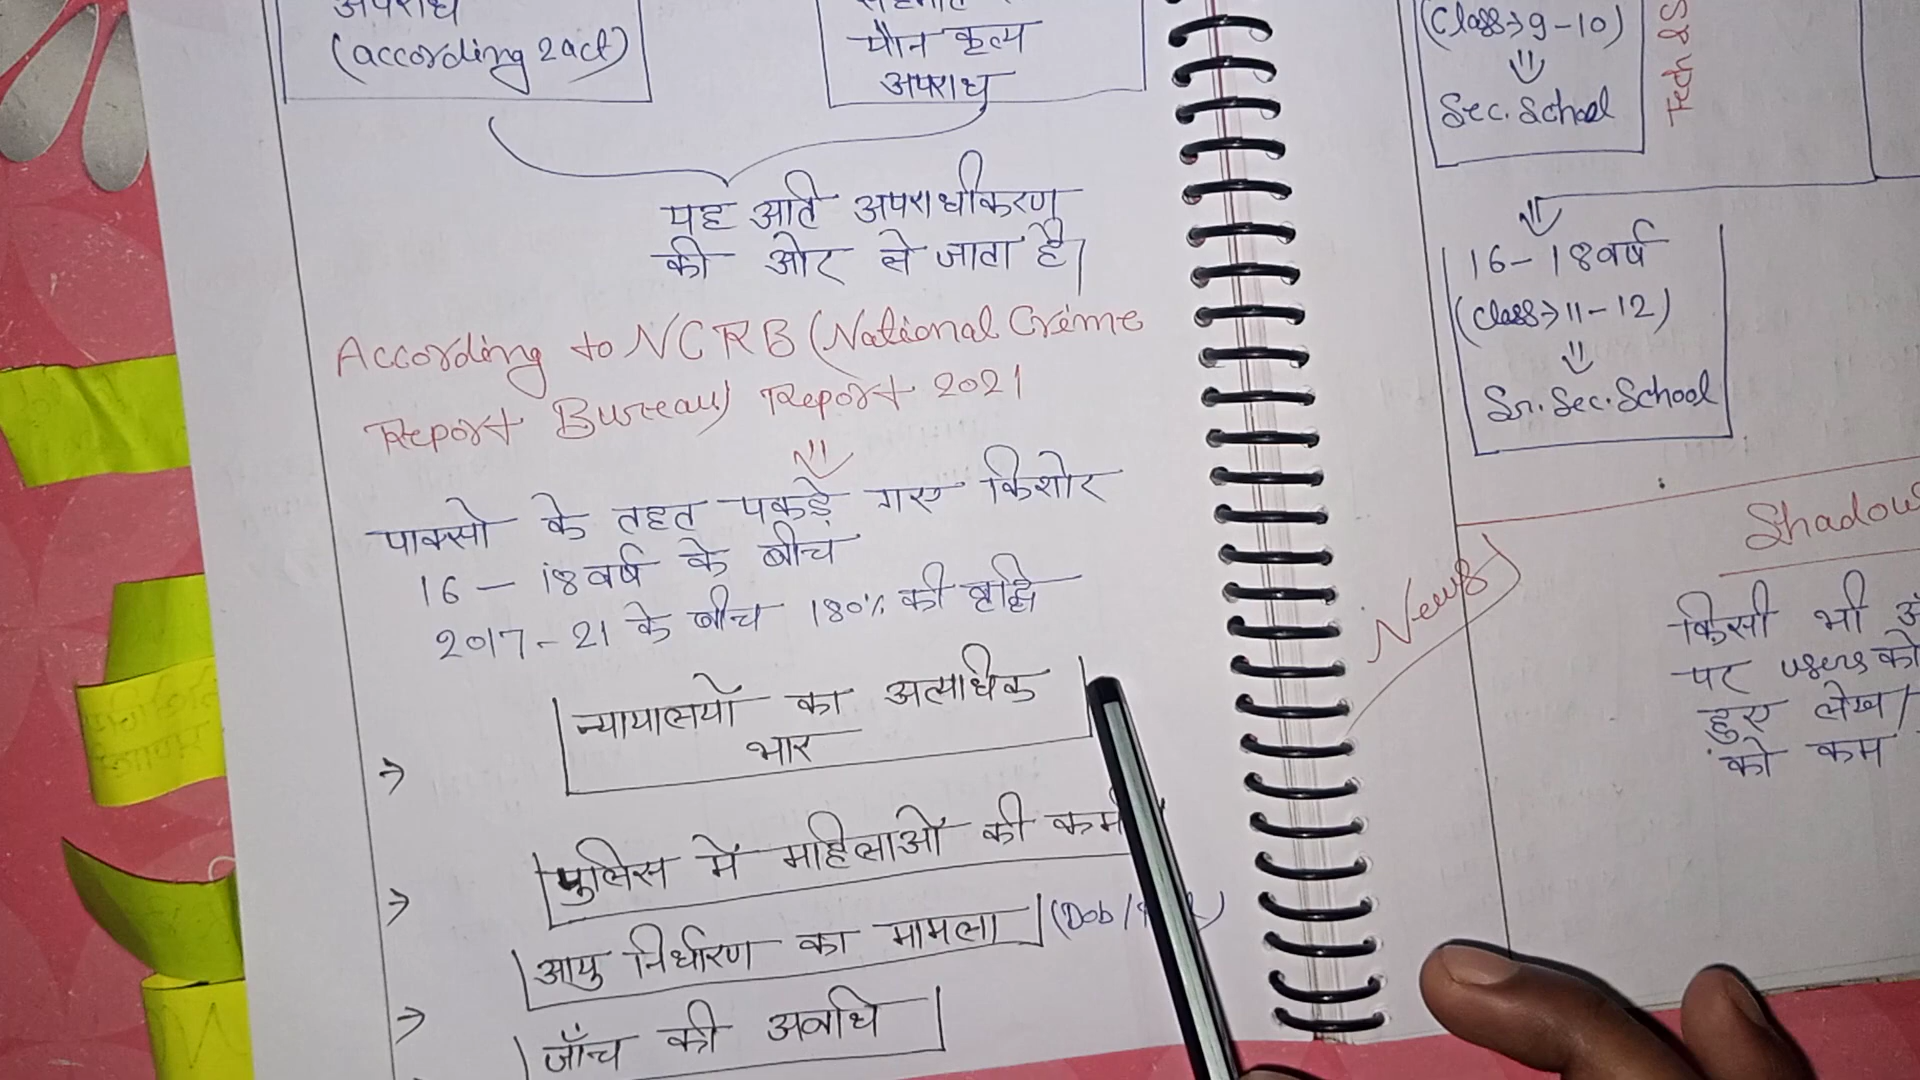 अपराध
(according 2 act)
यौन कृत्य
अपराध
यह अति अपराधीकरण
की ओर ले जाता है।
According to NCRB (National Crime
Report Bureau) Report 2021
पाक्सो के तहत पकड़े गए किशोर
16-18 वर्ष के बीच
2017-21 के बीच 180% की वृद्धि
→ न्यायालयों का अत्यधिक
भार
→ पुलिस में महिलाओं की
→ आयु निर्धारण का मामला (Dob/
जाँच की अवधि
(Class→9-10)
⇓
Sec. School
Tech &
16-18 वर्ष
(Class→11-12)
⇓
Sr. Sec. School
News
Shadow
किसी भी
पर users को
हुए लेख/
को कम